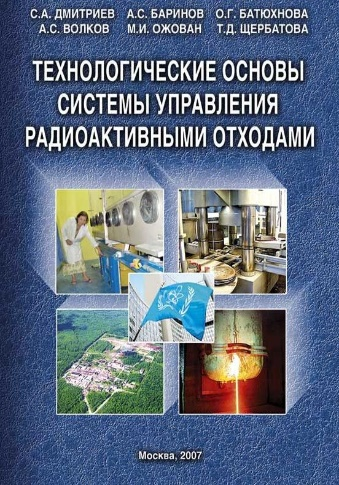 С.А. ДМИТРИЕВ А.С. БАРИНОВ О.Г. БАТЮХНОВА
А.С. ВОЛКОВ М.И. ОЖОВАН Т.Д. ЩЕРБАТОВА
ТЕХНОЛОГИЧЕСКИЕ ОСНОВЫ
СИСТЕМЫ УПРАВЛЕНИЯ
РАДИОАКТИВНЫМИ ОТХОДАМИ
Москва, 2007